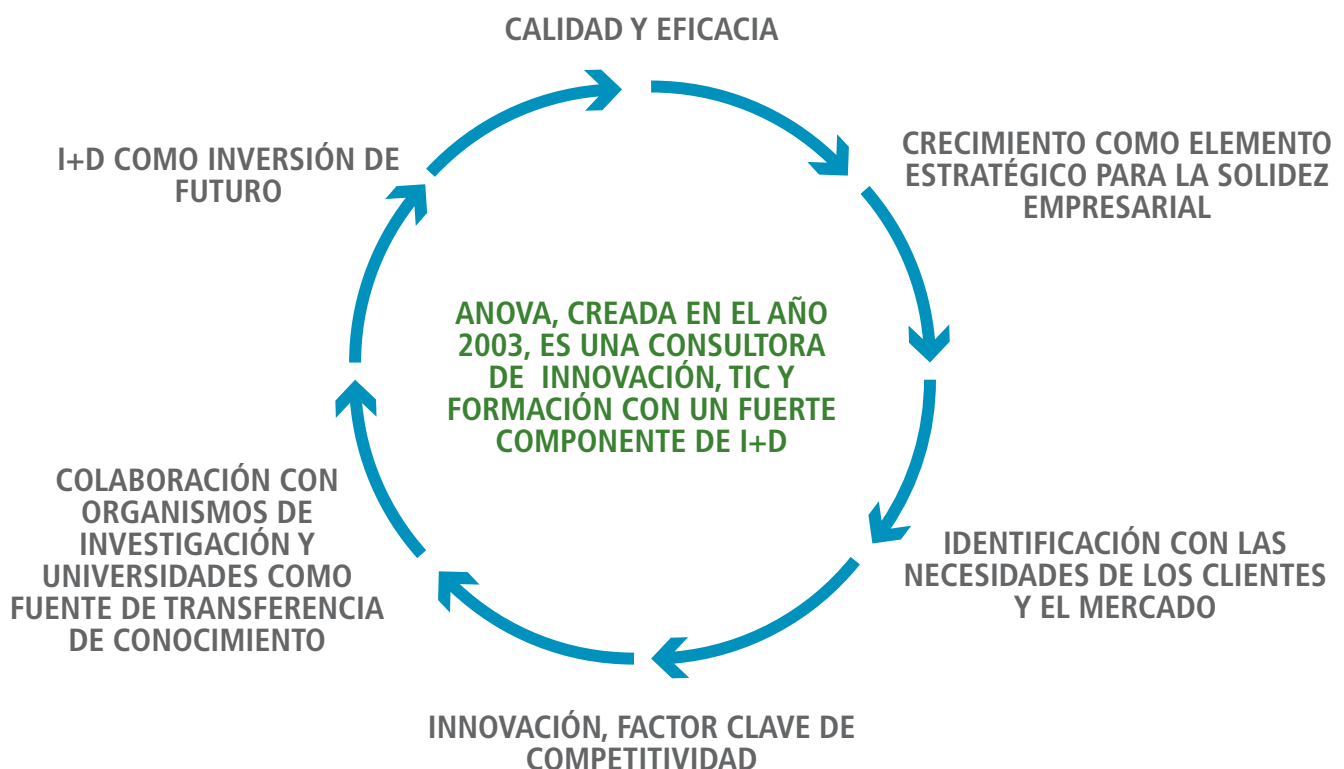 CALIDAD Y EFICACIA
CRECIMIENTO COMO ELEMENTO
ESTRATÉGICO PARA LA SOLIDEZ
EMPRESARIAL
IDENTIFICACIÓN CON LAS
NECESIDADES DE LOS CLIENTES
Y EL MERCADO
INNOVACIÓN, FACTOR CLAVE DE
COMPETITIVIDAD
COLABORACIÓN CON
ORGANISMOS DE
INVESTIGACIÓN Y
UNIVERSIDADES COMO
FUENTE DE TRANSFERENCIA
DE CONOCIMIENTO
I+D COMO INVERSIÓN DE
FUTURO
ANOVA, CREADA EN EL AÑO
2003, ES UNA CONSULTORA
DE INNOVACIÓN, TIC Y
FORMACIÓN CON UN FUERTE
COMPONENTE DE I+D